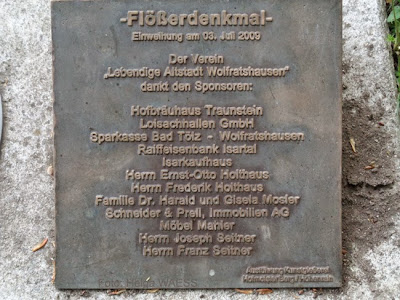 -Flößerdenkmal-
Einweihung am 03. Juli 2009
Der Verein
„Lebendige Altstadt Wolfratshausen"
dankt den Sponsoren:
Hofbräuhaus Traunstein
Loisachhallen GmbH
Sparkasse Bad Tölz - Wolfratshausen
Raiffeisenbank Isartal
Isarkaufhaus
Herrn Ernst-Otto Holthaus
Herrn Frederik Holthaus
Familie Dr. Harald und Gisela Mosler
Schneider & Prell, Immobilien AG
Möbel Mahler
Herrn Joseph Seitner
Herrn Franz Seitner